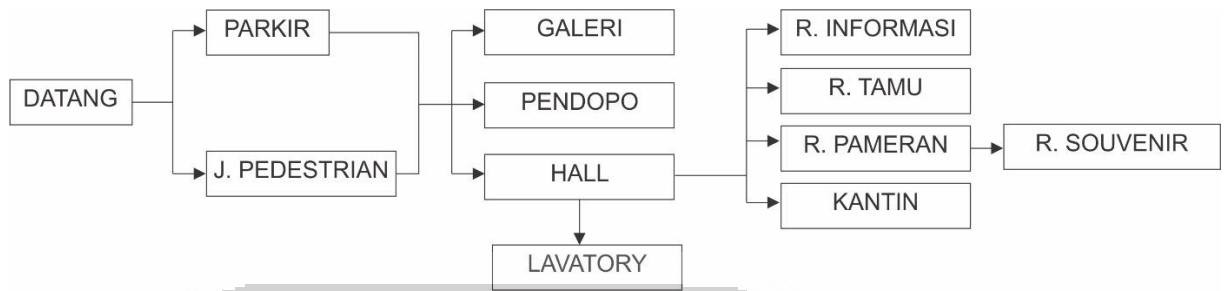 DATANG
PARKIR
J. PEDESTRIAN
GALERI
PENDOPO
HALL
LAVATORY
R. INFORMASI
R. TAMU
R. PAMERAN
KANTIN
R. SOUVENIR